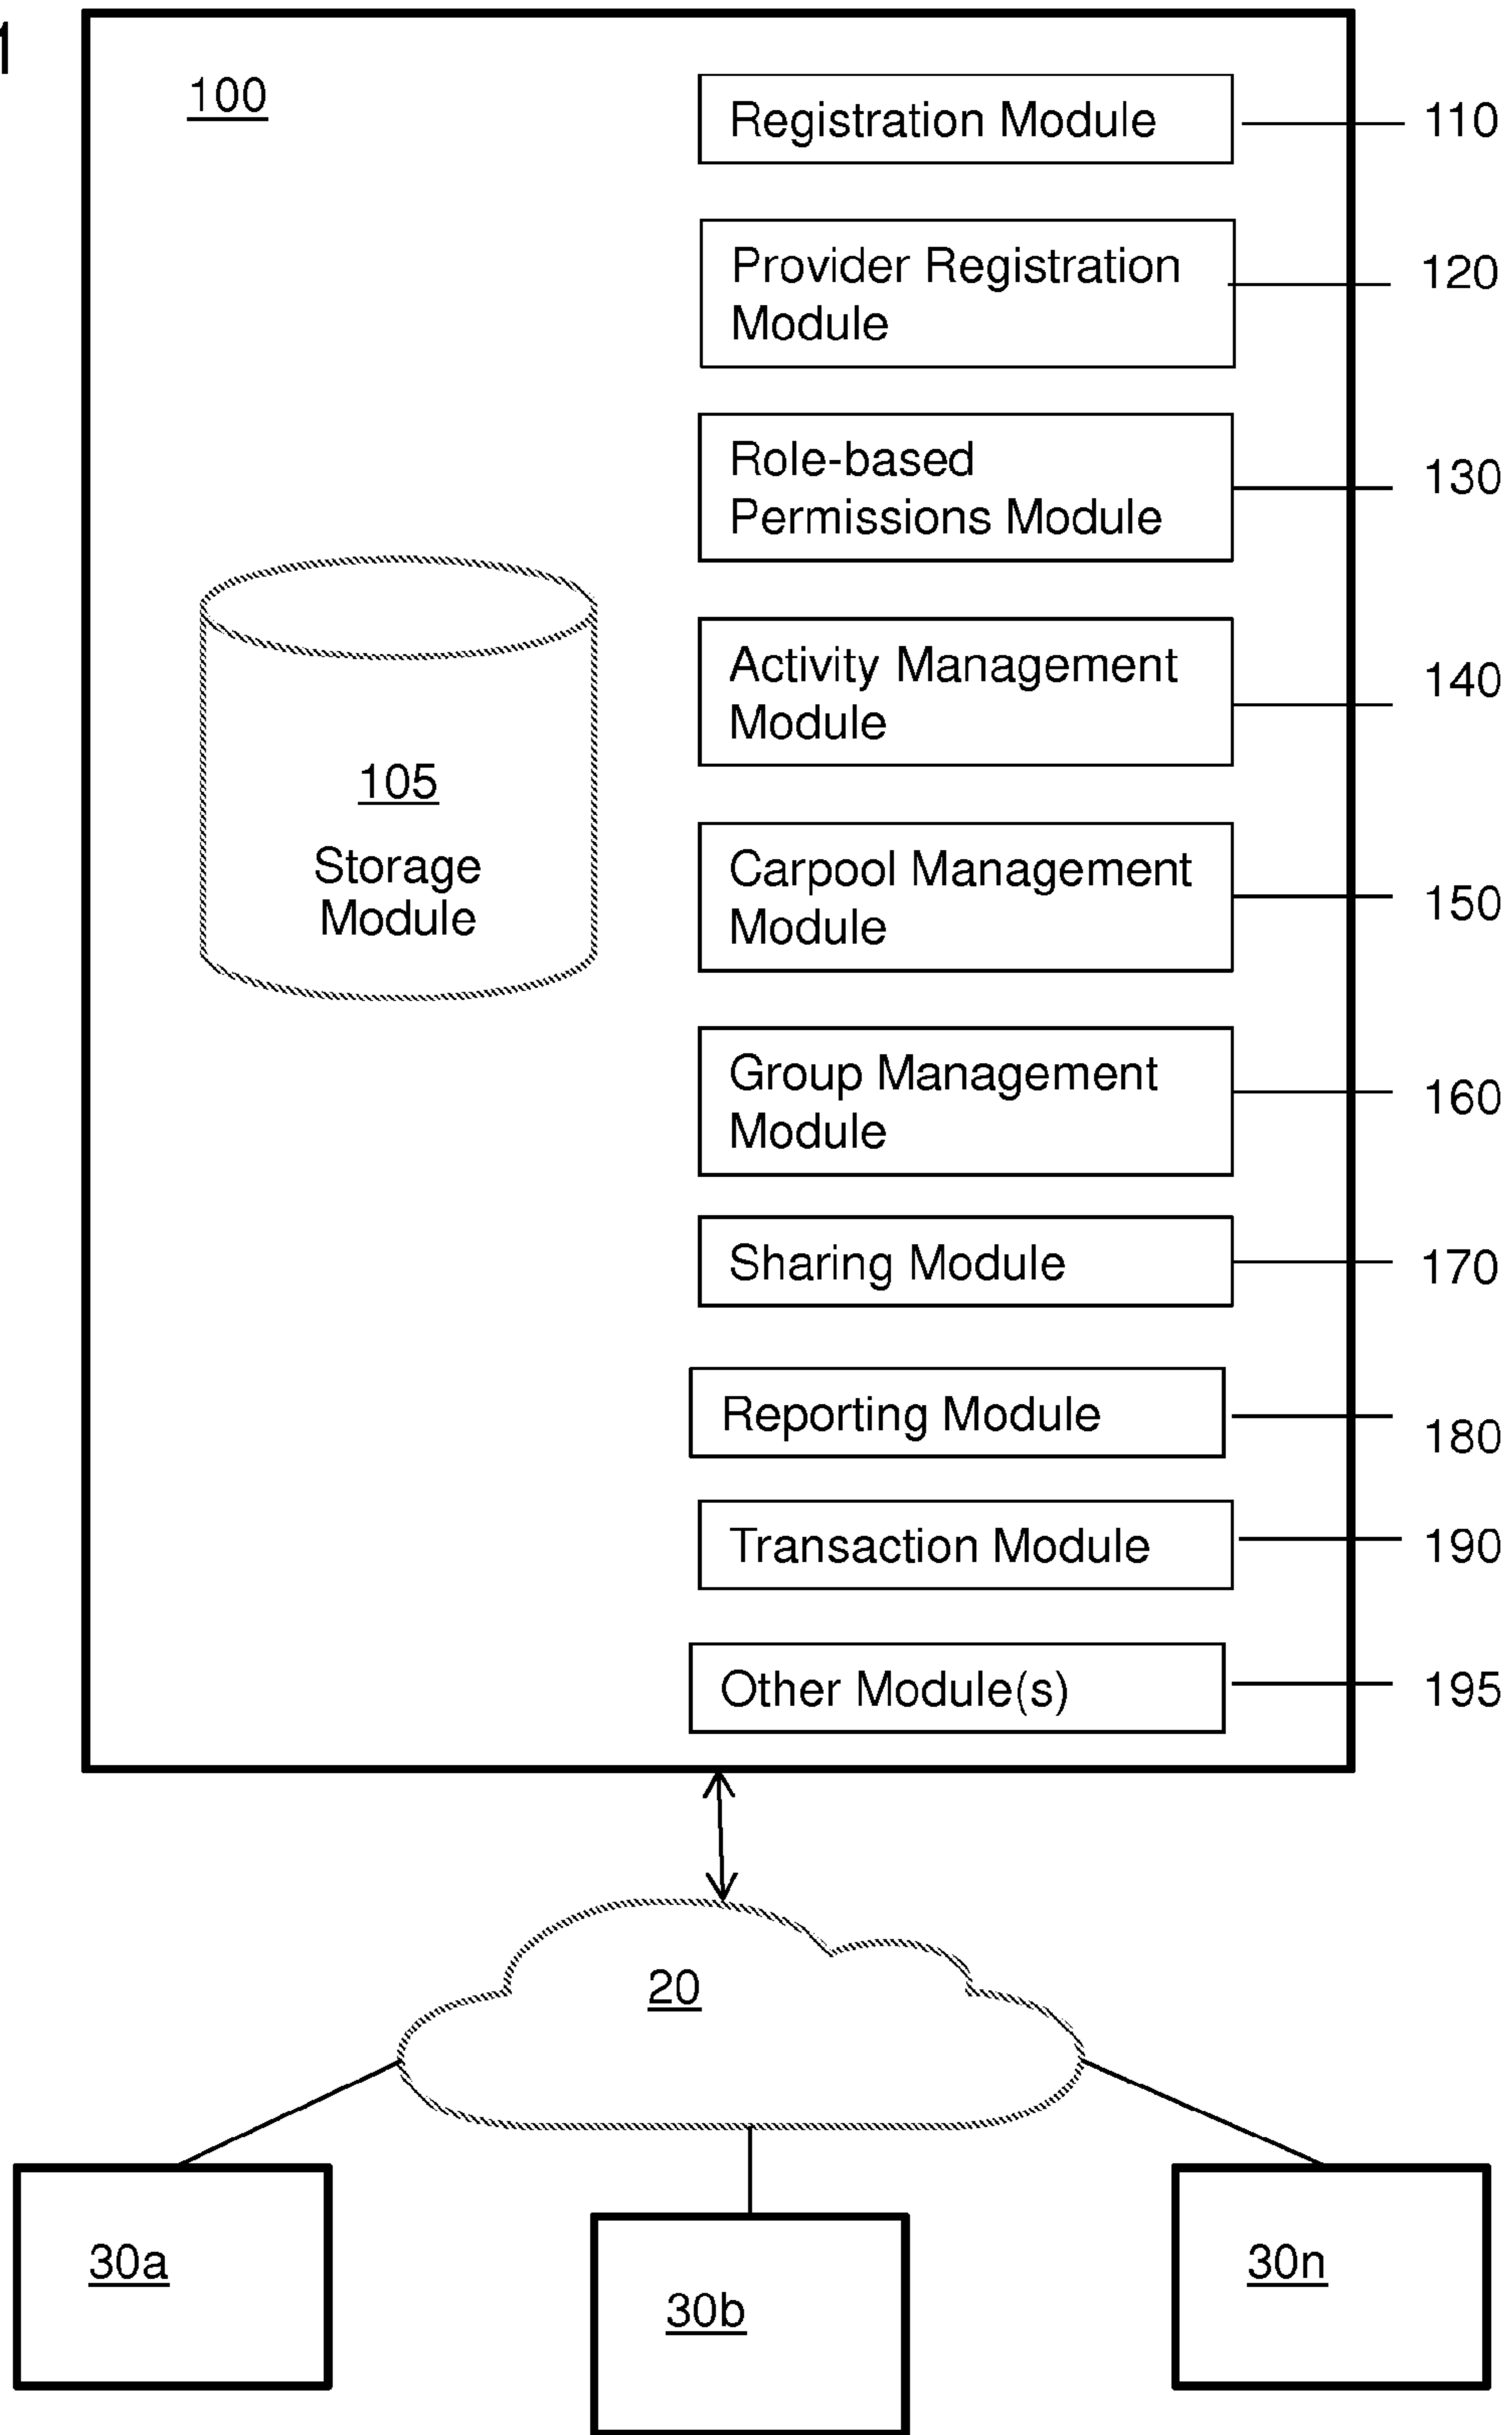 1
100
Registration Module
110
Provider Registration
Module
120
Role-based
Permissions Module
130
Activity Management
Module
140
105
Storage
Module
Carpool Management
Module
150
Group Management
Module
160
Sharing Module
170
Reporting Module
180
Transaction Module
190
Other Module(s)
195
20
30a
30b
30n